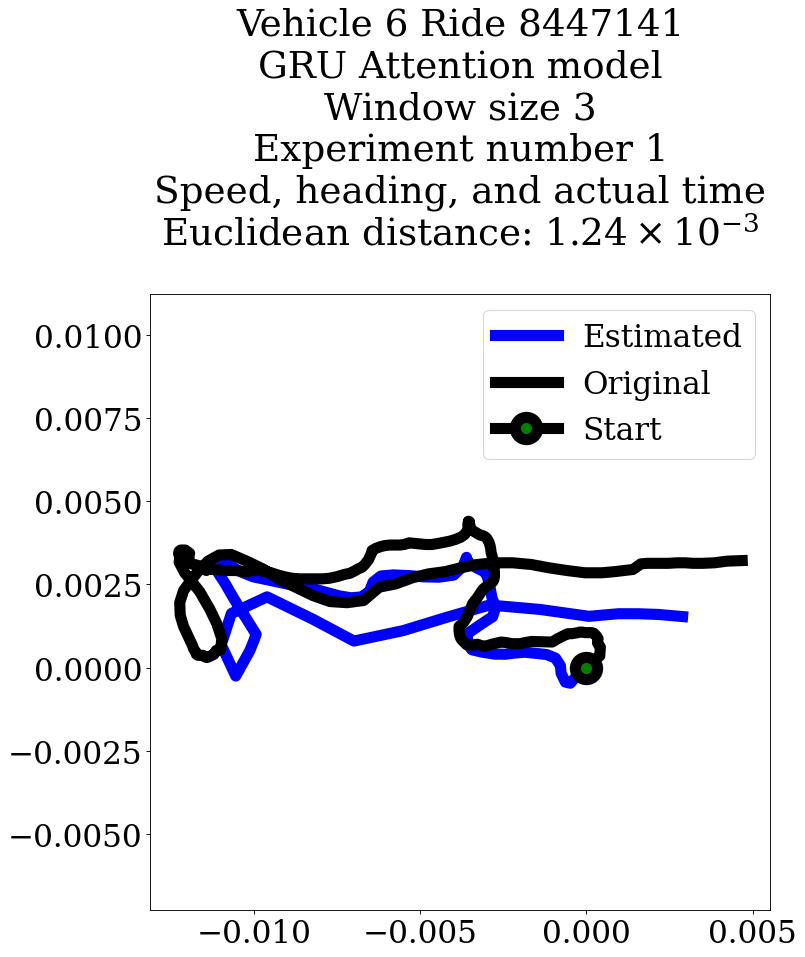 Vehicle 6 Ride 8447141
GRU Attention model
Window size 3
Experiment number 1
Speed, heading, and actual time
Euclidean distance: 1.24 × 10⁻³
Estimated
Original
Start
0.0100
0.0075
0.0050
0.0025
0.0000
−0.0025
−0.0050
−0.010 −0.005 0.000 0.005